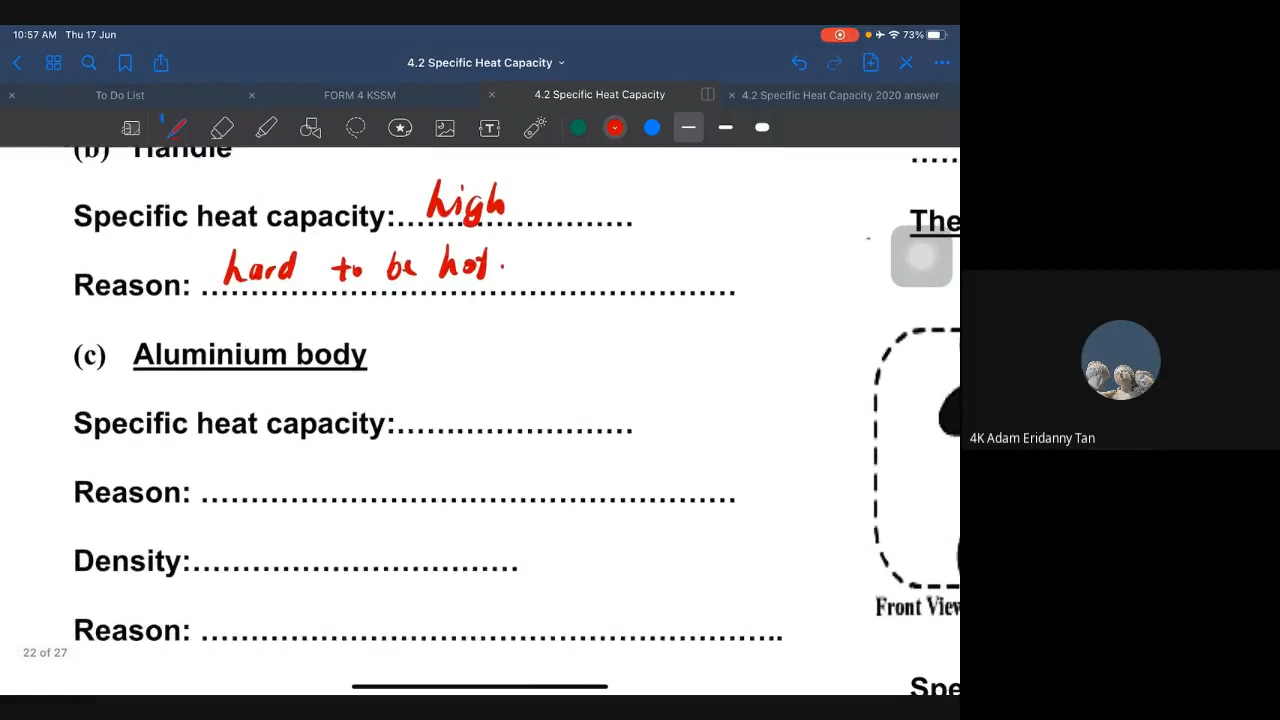 10:57 AM Thu 17 Jun
73%
4.2 Specific Heat Capacity
To Do List
FORM 4 KSSM
4.2 Specific Heat Capacity
4.2 Specific Heat Capacity 2020 answer
(b) Handle
Specific heat capacity:...high......................
Reason: ...hard to be hot.............................
(c) Aluminium body
Specific heat capacity:............................
Reason: ................................................................
Density:.......................................
Reason: ......................................................................
22 of 27
.....
The
Front View
Spe
4K Adam Eridanny Tan